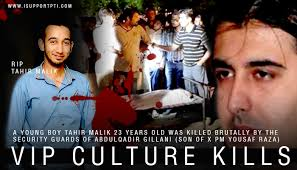 WWW.ISUPPORTPTI.COM
RIP
TAHIR MALIK
A YOUNG BOY TAHIR MALIK 23 YEARS OLD WAS KILLED BRUTALLY BY THE
SECURITY GUARDS OF ABDULQADIR GILLANI (SON OF X PM YOUSAF RAZA)
VIP CULTURE KILLS